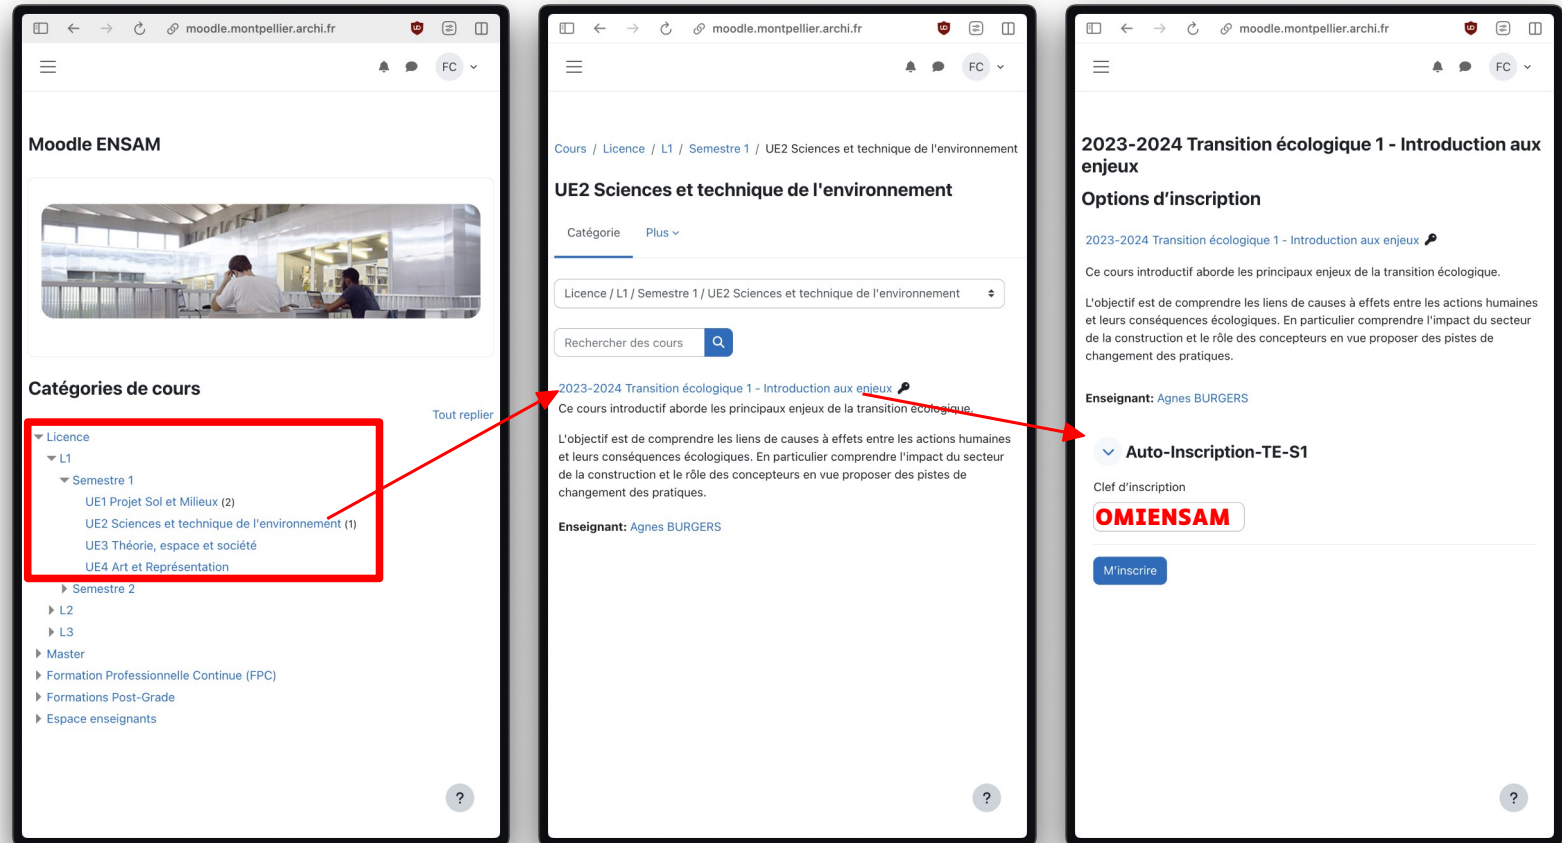 moodle.montpellier.archi.fr
FC
Moodle ENSAM
Catégories de cours
Tout replier
Licence
L1
Semestre 1
UE1 Projet Sol et Milieux (2)
UE2 Sciences et technique de l'environnement (1)
UE3 Théorie, espace et société
UE4 Art et Représentation
Semestre 2
L2
L3
Master
Formation Professionnelle Continue (FPC)
Formations Post-Grade
Espace enseignants
?
moodle.montpellier.archi.fr
FC
Cours / Licence / L1 / Semestre 1 / UE2 Sciences et technique de l'environnement
UE2 Sciences et technique de l'environnement
Catégorie Plus
Licence / L1 / Semestre 1 / UE2 Sciences et technique de l'environnement
Rechercher des cours
2023-2024 Transition écologique 1 - Introduction aux enjeux
Ce cours introductif aborde les principaux enjeux de la transition écologique.
L'objectif est de comprendre les liens de causes à effets entre les actions humaines
et leurs conséquences écologiques. En particulier comprendre l'impact du secteur
de la construction et le rôle des concepteurs en vue proposer des pistes de
changement des pratiques.
Enseignant: Agnes BURGERS
?
moodle.montpellier.archi.fr
FC
2023-2024 Transition écologique 1 - Introduction aux
enjeux
Options d'inscription
2023-2024 Transition écologique 1 - Introduction aux enjeux
Ce cours introductif aborde les principaux enjeux de la transition écologique.
L'objectif est de comprendre les liens de causes à effets entre les actions humaines
et leurs conséquences écologiques. En particulier comprendre l'impact du secteur
de la construction et le rôle des concepteurs en vue proposer des pistes de
changement des pratiques.
Enseignant: Agnes BURGERS
Auto-Inscription-TE-S1
Clef d'inscription
OMIENSAM
M'inscrire
?